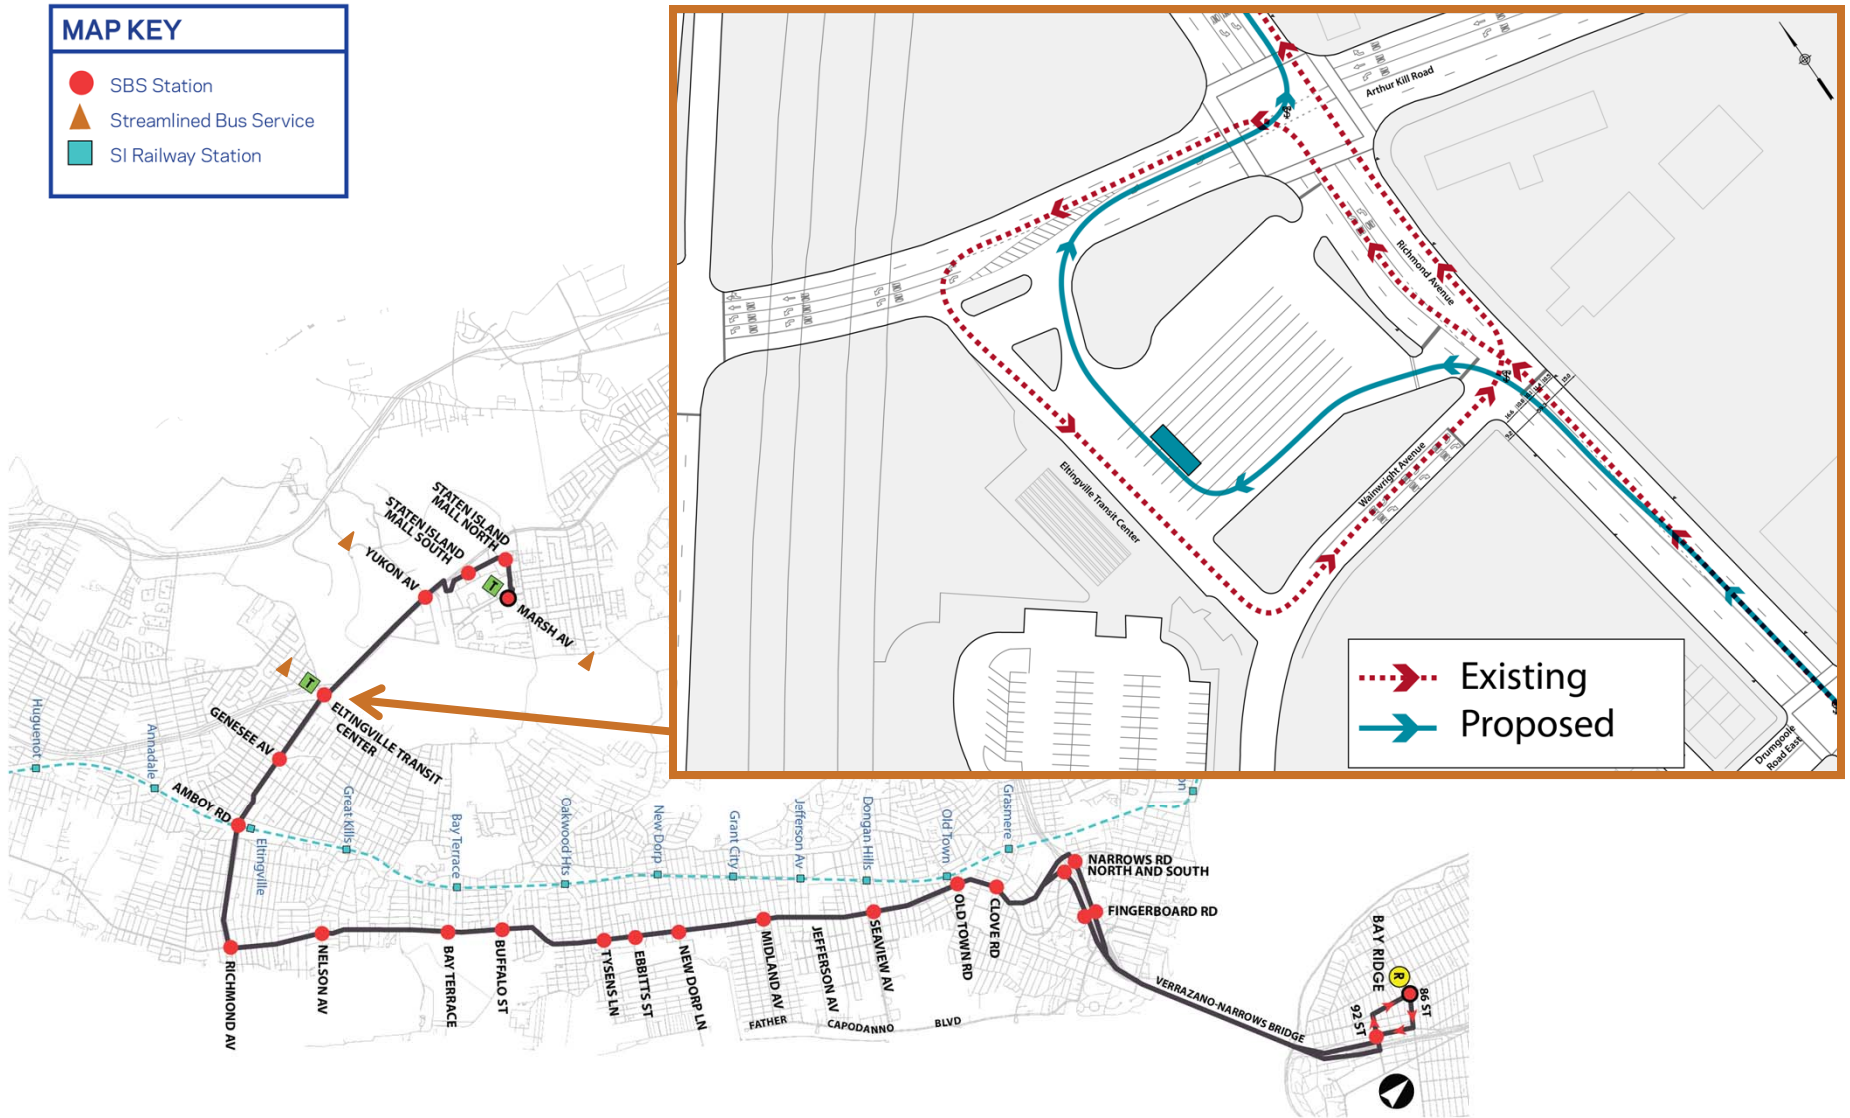 MAP KEY
SBS Station
Streamlined Bus Service
SI Railway Station
Arthur Kill Road
Richmond Avenue
Wainwright Avenue
Eltingville Transit Center
Drumgoole
Road East
Existing
Proposed
STATEN ISLAND
MALL NORTH
STATEN ISLAND
MALL SOUTH
YUKON AV
T
MARSH AV
T
ELTINGVILLE TRANSIT
CENTER
GENESEE AV
AMBOY RD
Huguenot
Annadale
Eltingville
Great Kills
Bay Terrace
Oakwood Hts
New Dorp
Grant City
Jefferson Av
Dongan Hills
Old Town
Grasmere
on
NARROWS RD
NORTH AND SOUTH
FINGERBOARD RD
RICHMOND AV
NELSON AV
BAY TERRACE
BUFFALO ST
TYSENS LN
EBBITTS ST
NEW DORP LN
MIDLAND AV
JEFFERSON AV
SEAVIEW AV
OLD TOWN RD
CLOVE RD
FATHER CAPODANNO BLVD
VERRAZANO-NARROWS BRIDGE
BAY RIDGE
R
86 ST
92 ST